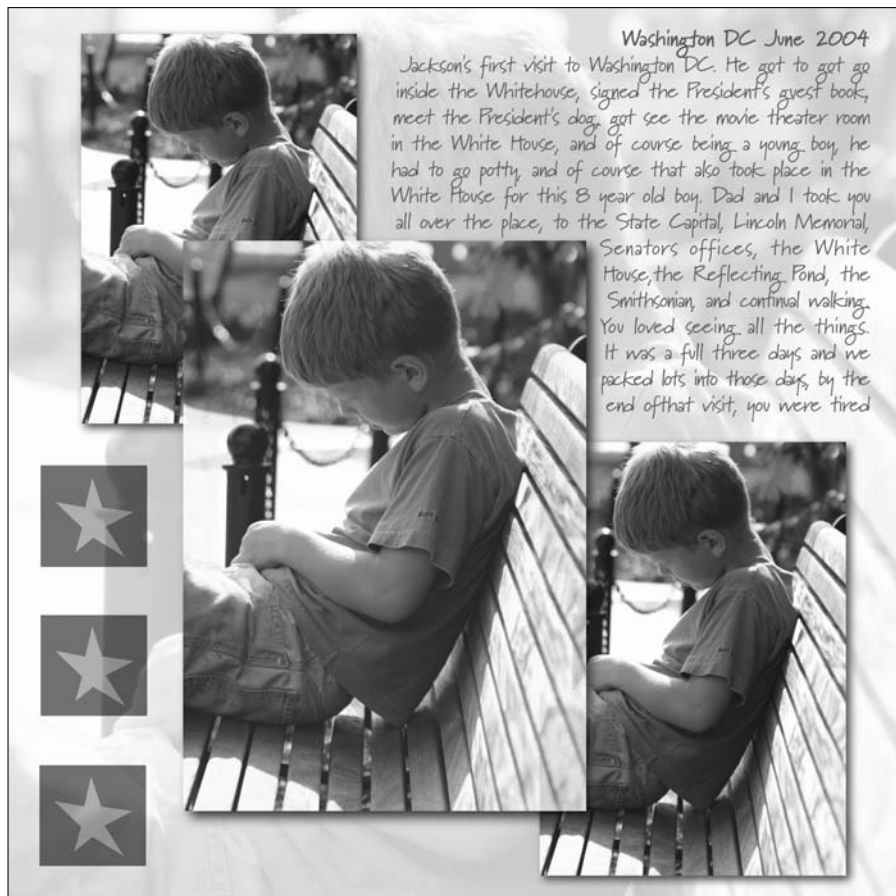 Washington DC June 2004
Jackson's first visit to Washington DC. He got to got go
inside the Whitehouse, signed the President's guest book,
meet the President's dog, got see the movie theater room
in the White House, and of course being a young boy, he
had to go potty, and of course that also took place in the
White House for this 8 year old boy. Dad and I took you
all over the place, to the State Capital, Lincoln Memorial,
Senators offices, the White
House,the Reflecting Pond, the
Smithsonian, and continual walking.
You loved seeing all the things.
It was a full three days and we
packed lots into those days, by the
end ofthat visit, you were tired